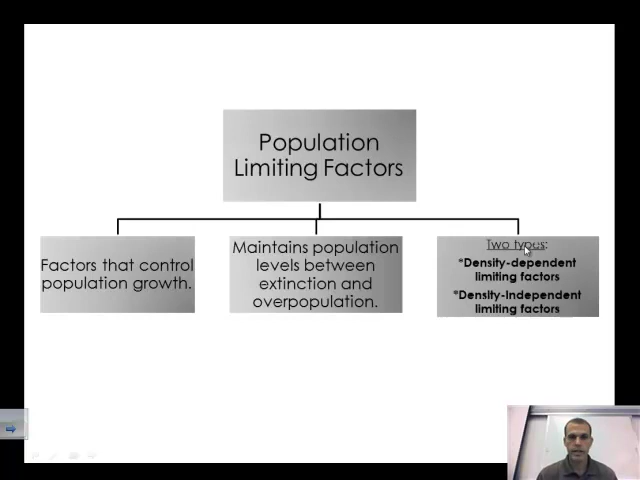 Population
Limiting Factors
Factors that control
population growth.
Maintains population
levels between
extinction and
overpopulation.
Two types:
*Density-dependent
limiting factors
*Density-Independent
limiting factors